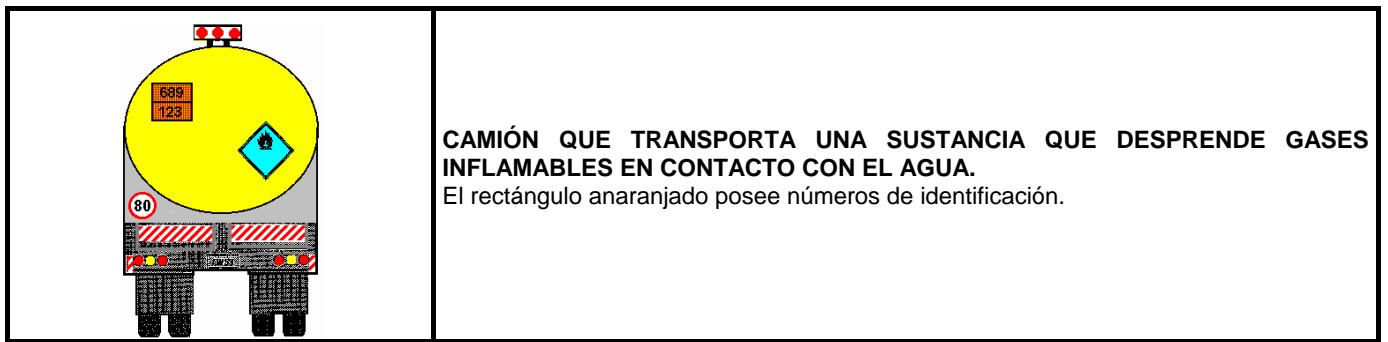 689
123
80
CAMIÓN QUE TRANSPORTA UNA SUSTANCIA QUE DESPRENDE GASES
INFLAMABLES EN CONTACTO CON EL AGUA.
El rectángulo anaranjado posee números de identificación.